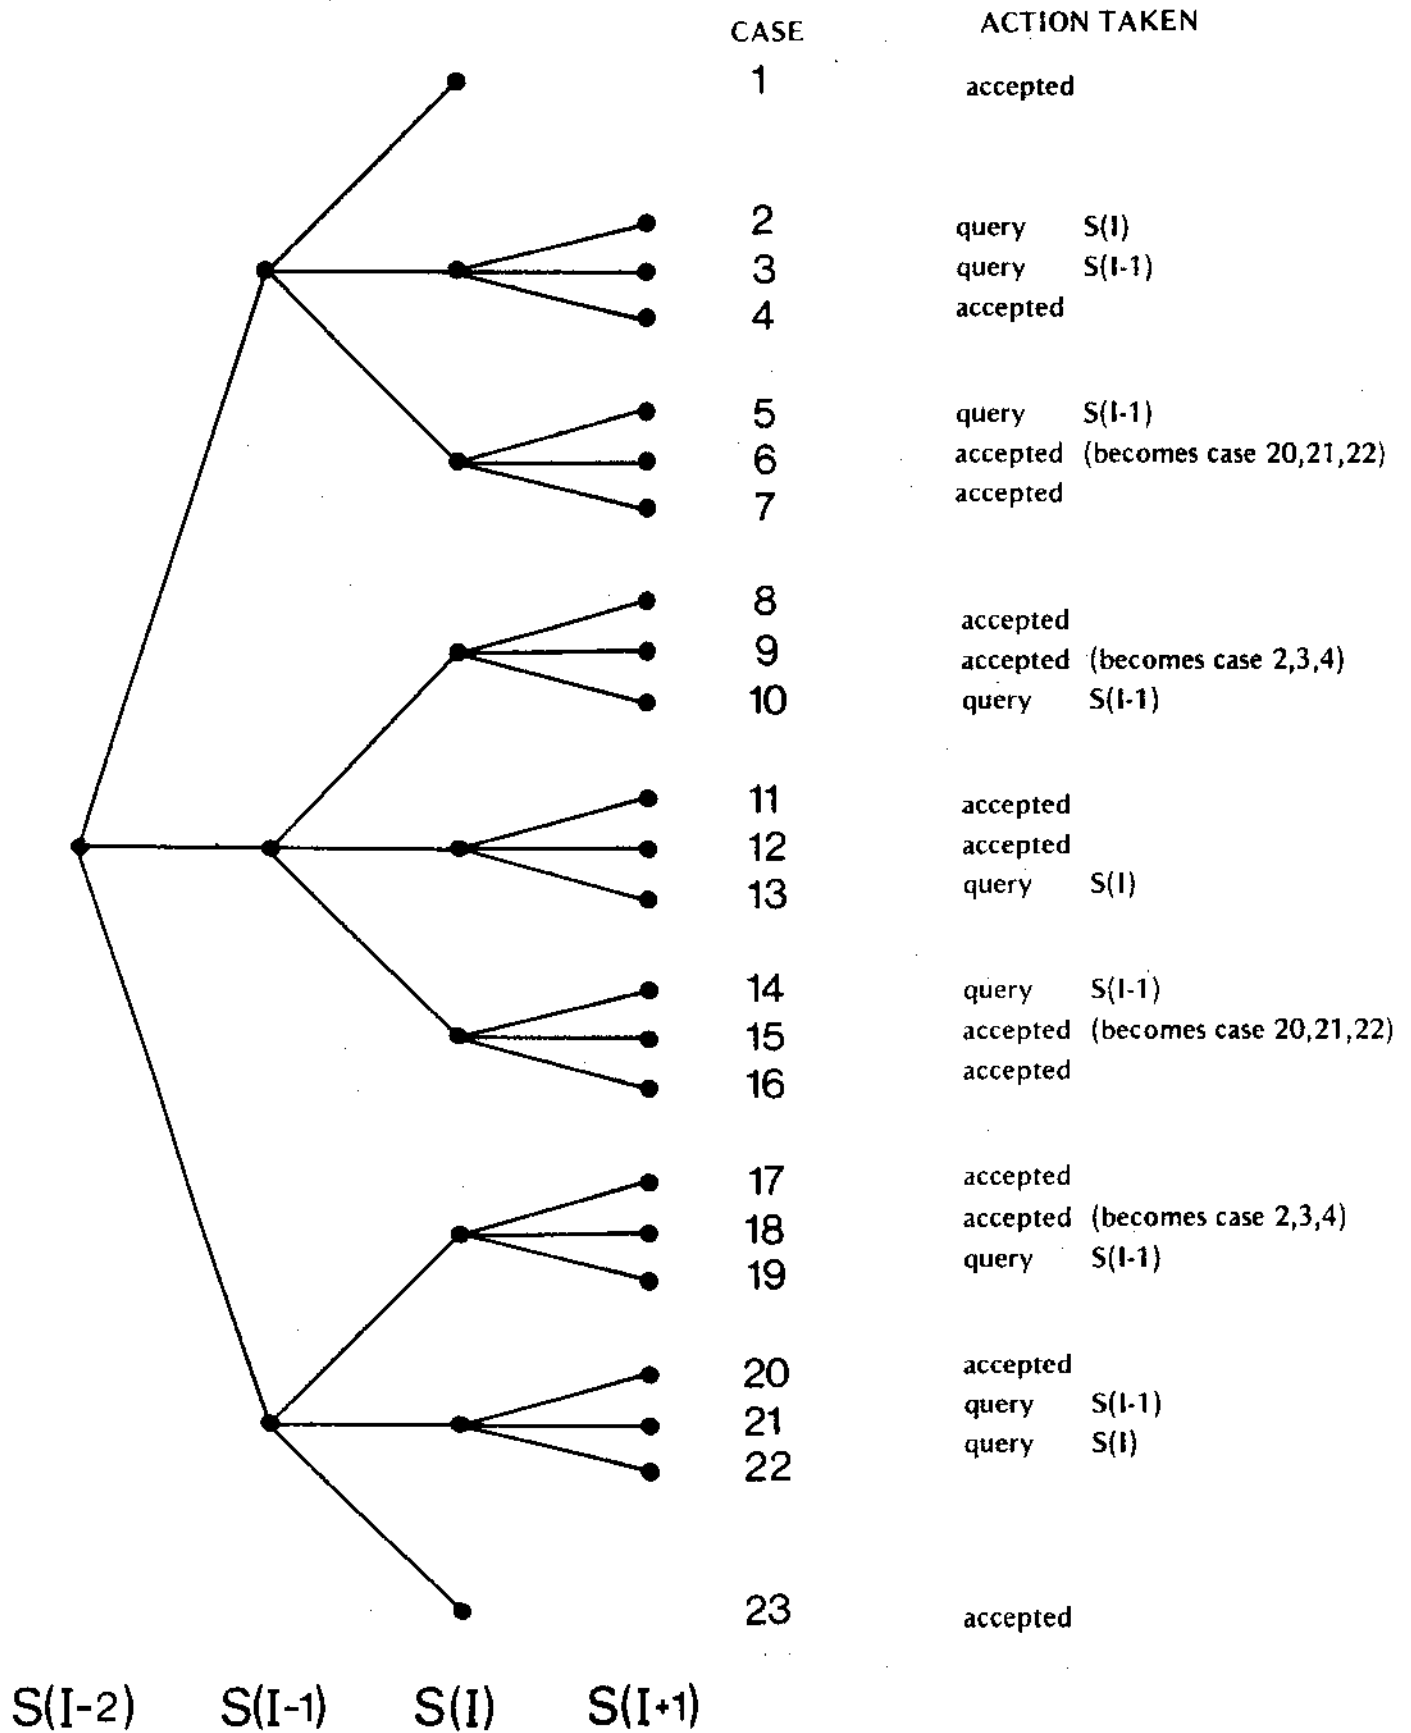 CASE ACTION TAKEN
1 accepted
2 query S(I)
3 query S(I-1)
4 accepted
5 query S(I-1)
6 accepted (becomes case 20,21,22)
7 accepted
8 accepted
9 accepted (becomes case 2,3,4)
10 query S(I-1)
11 accepted
12 accepted
13 query S(I)
14 query S(I-1)
15 accepted (becomes case 20,21,22)
16 accepted
17 accepted
18 accepted (becomes case 2,3,4)
19 query S(I-1)
20 accepted
21 query S(I-1)
22 query S(I)
23 accepted
S(I-2) S(I-1) S(I) S(I+1)